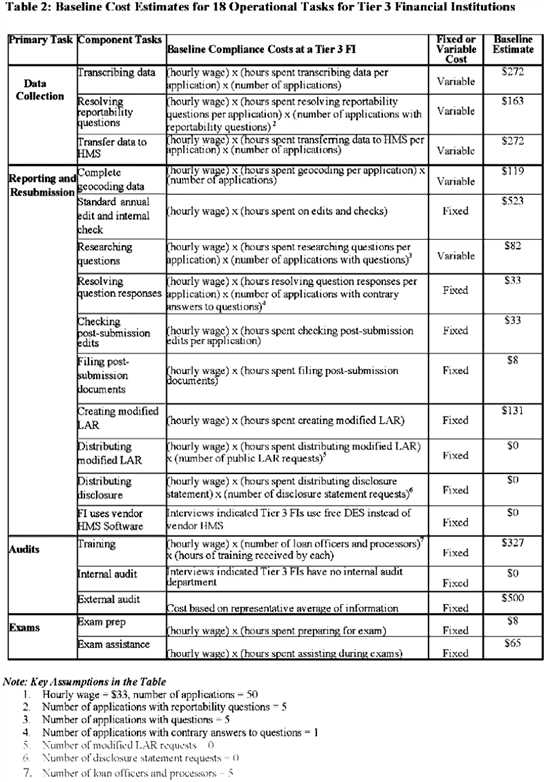 Table 2: Baseline Cost Estimates for 18 Operational Tasks for Tier 3 Financial Institutions
Primary Task Component Tasks Baseline Compliance Costs at a Tier 3 FI Fixed or Variable Cost Baseline Estimate
Data Collection
Transcribing data (hourly wage) x (hours spent transcribing data per application) x (number of applications) Variable $272
Resolving reportability questions (hourly wage) x (hours spent resolving reportability questions per application) x (number of applications with reportability questions) 2 Variable $163
Transfer data to HMS (hourly wage) x (hours spent transferring data to HMS per application) x (number of applications) Variable $272
Reporting and Resubmission
Complete geocoding data (hourly wage) x (hours spent geocoding per application) x (number of applications) Variable $119
Standard annual edit and internal check (hourly wage) x (hours spent on edits and checks) Fixed $523
Researching questions (hourly wage) x (hours spent researching questions per application) x (number of applications with questions)3 Variable $82
Resolving question responses (hourly wage) x (hours resolving question responses per application) x (number of applications with contrary answers to questions)4 Fixed $33
Checking post-submission edits (hourly wage) x (hours spent checking post-submission edits per application) Fixed $33
Filing post-submission documents (hourly wage) x (hours spent filing post-submission documents) Fixed $8
Creating modified LAR (hourly wage) x (hours spent creating modified LAR) Fixed $131
Distributing modified LAR (hourly wage) x (hours spent distributing modified LAR) x (number of public LAR requests)5 Fixed $0
Distributing disclosure (hourly wage) x (hours spent distributing disclosure statement) x (number of disclosure statement requests)6 Fixed $0
FI uses vendor HMS Software Interviews indicated Tier 3 FIs use free DES instead of vendor HMS Fixed $0
Audits
Training (hourly wage) x (number of loan officers and processors)7 x (hours of training received by each) Fixed $327
Internal audit Interviews indicated Tier 3 FIs have no internal audit department Fixed $0
External audit Cost based on representative average of information Fixed $500
Exams
Exam prep (hourly wage) x (hours spent preparing for exam) Fixed $8
Exam assistance (hourly wage) x (hours spent assisting during exams) Fixed $65
Note: Key Assumptions in the Table
1. Hourly wage = $33, number of applications = 50
2. Number of applications with reportability questions = 5
3. Number of applications with questions = 5
4. Number of applications with contrary answers to questions = 1
5. Number of modified LAR requests = 0
6. Number of disclosure statement requests = 0
7. Number of loan officers and processors = 5